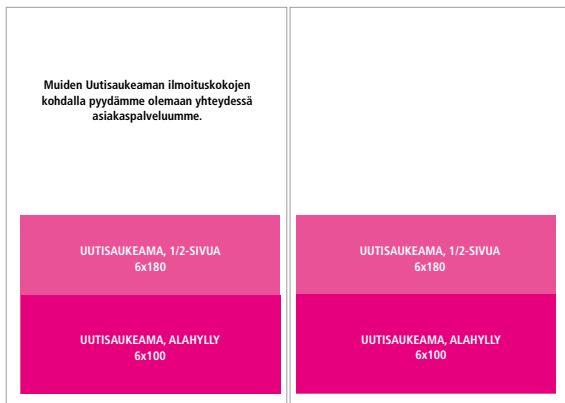 Muiden Uutisaukeaman ilmoituskokojen
kohdalla pyydämme olemaan yhteydessä
asiakaspalveluumme.
UUTISAUKEAMA, 1/2-SIVUA
6x180
UUTISAUKEAMA, ALAHYLLY
6x100
UUTISAUKEAMA, 1/2-SIVUA
6x180
UUTISAUKEAMA, ALAHYLLY
6x100